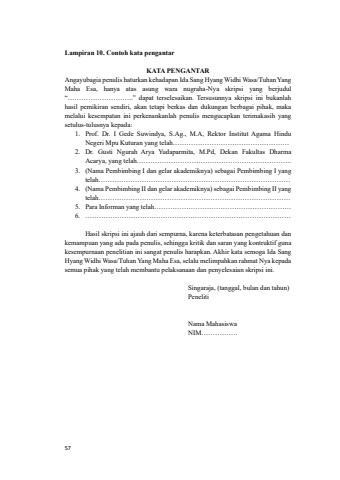 Lampiran 10. Contoh kata pengantar
KATA PENGANTAR
Angayubagia penulis haturkan kehadapan Ida Sang Hyang Widhi Wasa/Tuhan Yang
Maha Esa, hanya atas asung wara nugraha-Nya skripsi yang berjudul
“…………………………” dapat terselesaikan. Tersusunnya skripsi ini bukanlah
hasil pemikiran sendiri, akan tetapi berkas dan dukungan berbagai pihak, maka
melalui kesempatan ini perkenankanlah penulis mengucapkan terimakasih yang
setulus-tulusnya kepada:
1. Prof. Dr. I Gede Suwindya, S.Ag., M.A, Rektor Institut Agama Hindu
Negeri Mpu Kuturan yang telah………………………………………………
2. Dr. Gusti Ngurah Arya Yudaparmita, M.Pd, Dekan Fakultas Dharma
Acarya, yang telah………………………………………………………………
3. (Nama Pembimbing I dan gelar akademiknya) sebagai Pembimbing I yang
telah………………………………………………………………………………
4. (Nama Pembimbing II dan gelar akademiknya) sebagai Pembimbing II yang
telah………………………………………………………………………………
5. Para Informan yang telah………………………………………………………
6. ……………………………………………………………………………………
Hasil skripsi ini ajauh dari sempurna, karena keterbatasan pengetahuan dan
kemampuan yang ada pada penulis, sehingga kritik dan saran yang kontruktif guna
kesempurnaan penelitian ini sangat penulis harapkan. Akhir kata semoga Ida Sang
Hyang Widhi Wasa/Tuhan Yang Maha Esa, selalu melimpahkan rahmat Nya kepada
semua pihak yang telah membantu pelaksanaan dan penyelesaian skripsi ini.
Singaraja, (tanggal, bulan dan tahun)
Peneliti
Nama Mahasiswa
NIM……………
57